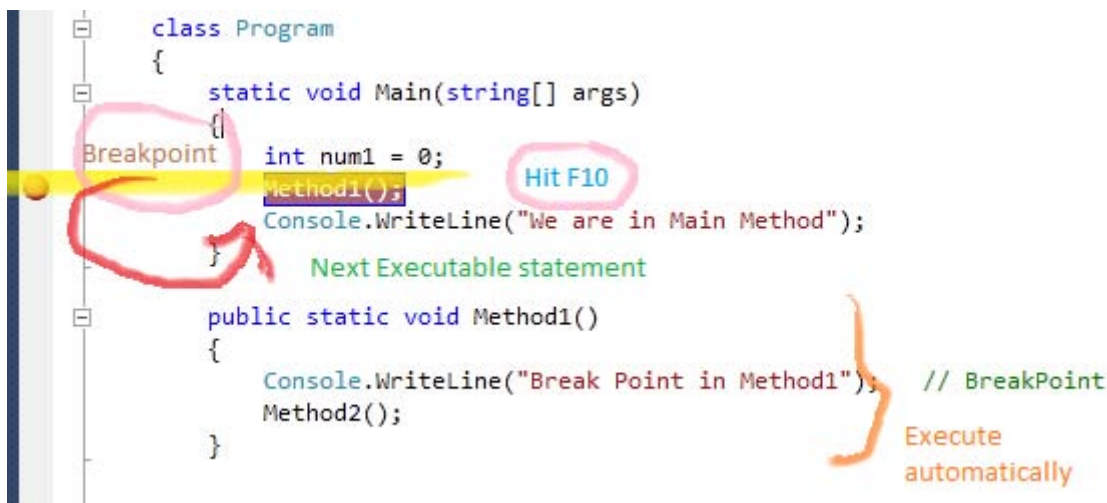 class Program
{
static void Main(string[] args)
{
Breakpoint
int num1 = 0;
Method1();
Hit F10
Console.WriteLine("We are in Main Method");
}
Next Executable statement
public static void Method1()
{
Console.WriteLine("Break Point in Method1"); // BreakPoint
Method2();
}
Execute
automatically